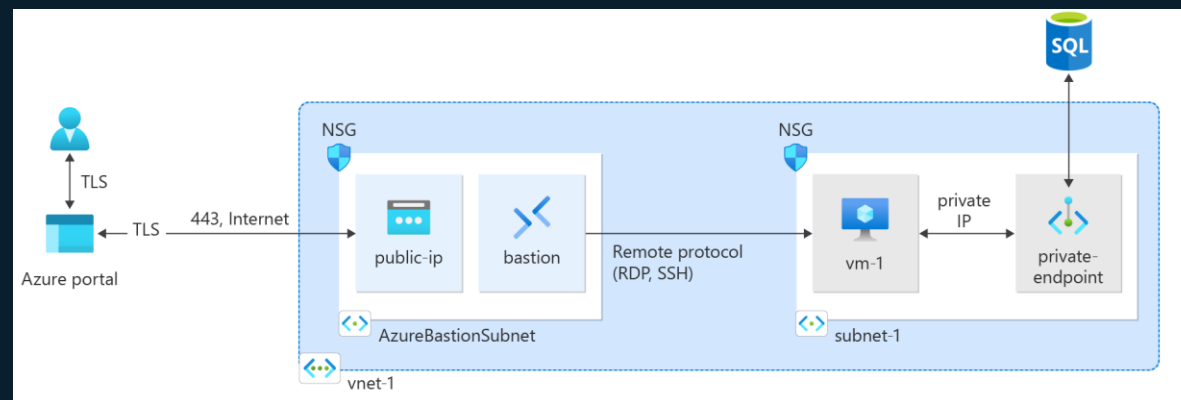 SQL
NSG
NSG
TLS
TLS
443, Internet
Azure portal
public-ip
bastion
Remote protocol
(RDP, SSH)
vm-1
private
IP
private-
endpoint
AzureBastionSubnet
subnet-1
vnet-1